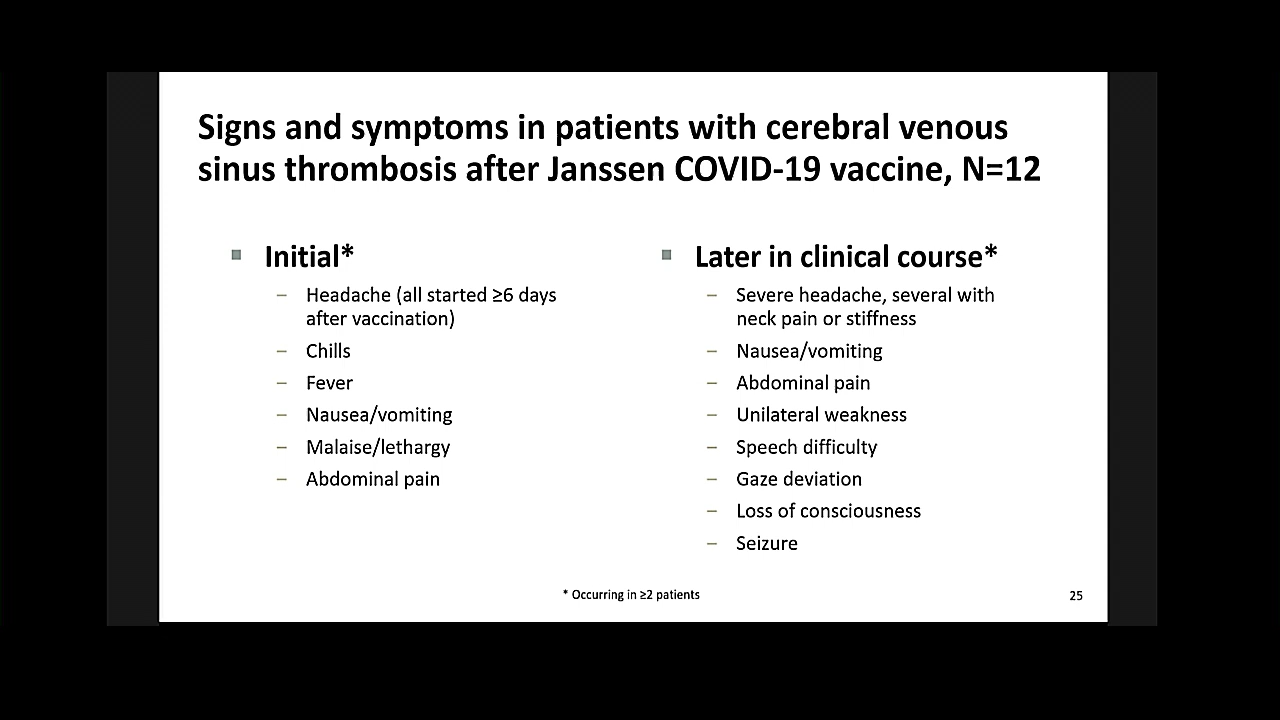 Signs and symptoms in patients with cerebral venous
sinus thrombosis after Janssen COVID-19 vaccine, N=12
Initial*
– Headache (all started ≥6 days
after vaccination)
– Chills
– Fever
– Nausea/vomiting
– Malaise/lethargy
– Abdominal pain
Later in clinical course*
– Severe headache, several with
neck pain or stiffness
– Nausea/vomiting
– Abdominal pain
– Unilateral weakness
– Speech difficulty
– Gaze deviation
– Loss of consciousness
– Seizure
* Occurring in ≥2 patients
25